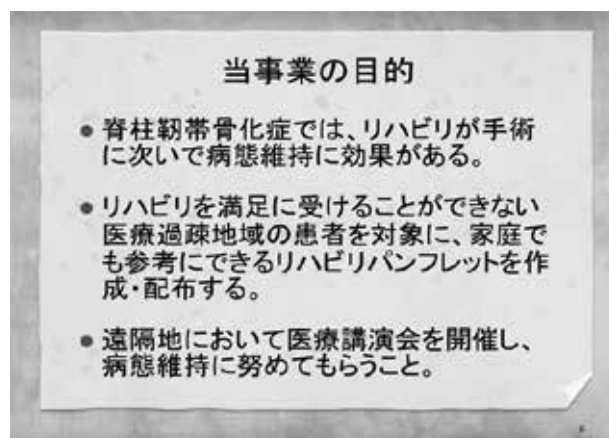 当事業の目的
● 脊柱靭帯骨化症では、リハビリが手術
に次いで病態維持に効果がある。
● リハビリを満足に受けることができない
医療過疎地域の患者を対象に、家庭で
も参考にできるリハビリパンフレットを作
成・配布する。
● 遠隔地において医療講演会を開催し、
病態維持に努めてもらうこと。